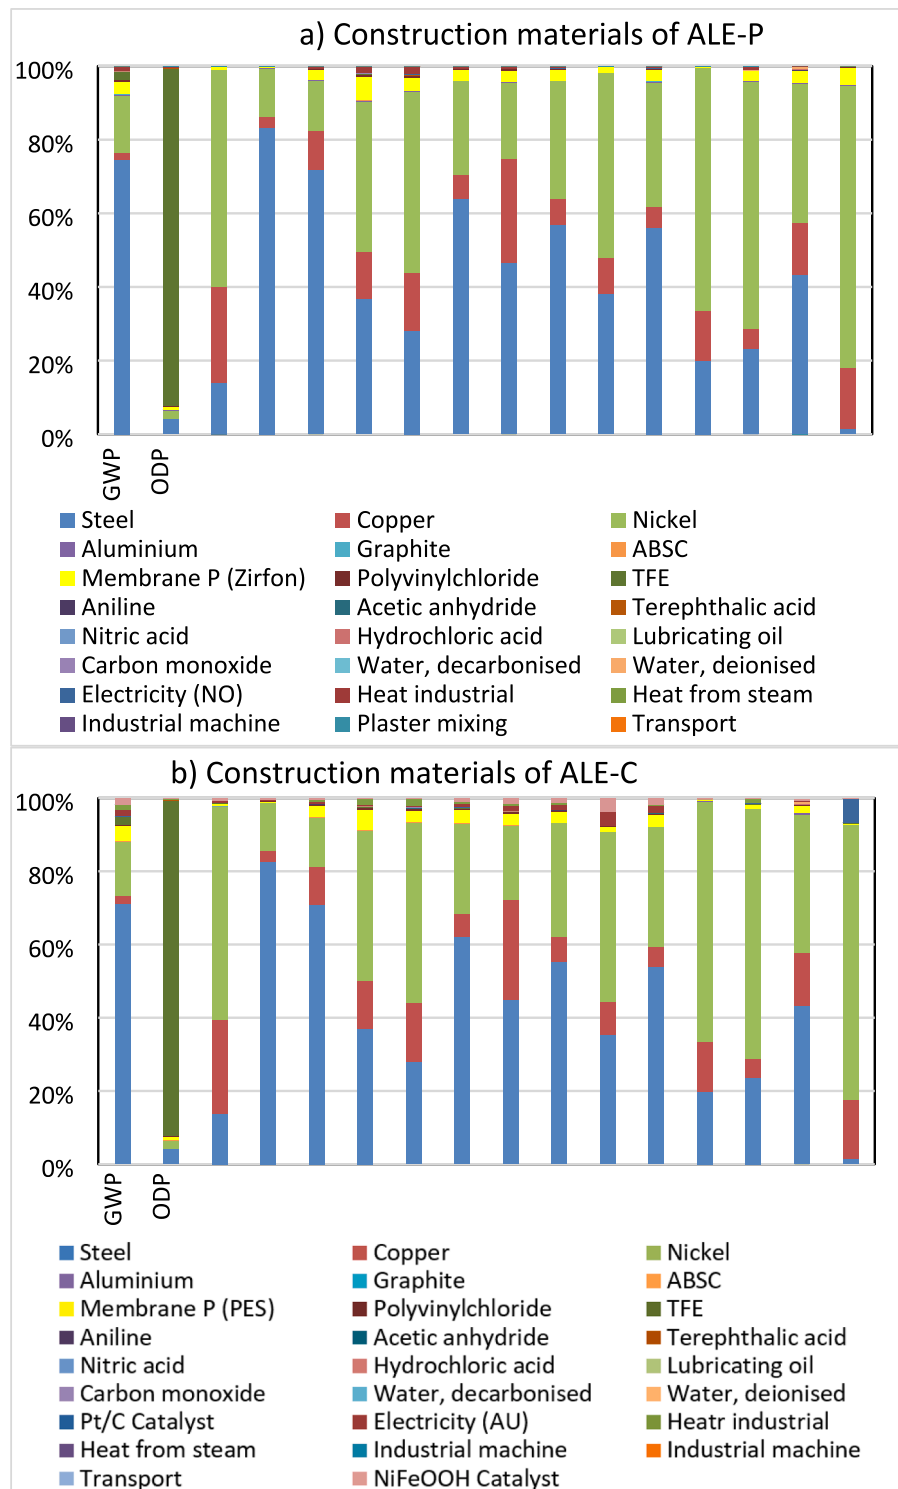 a) Construction materials of ALE-P
100%
80%
60%
40%
20%
0%
GWP
ODP
Steel Copper Nickel
Aluminium Graphite ABSC
Membrane P (Zirfon) Polyvinylchloride TFE
Aniline Acetic anhydride Terephthalic acid
Nitric acid Hydrochloric acid Lubricating oil
Carbon monoxide Water, decarbonised Water, deionised
Electricity (NO) Heat industrial Heat from steam
Industrial machine Plaster mixing Transport
b) Construction materials of ALE-C
100%
80%
60%
40%
20%
0%
GWP
ODP
Steel Copper Nickel
Aluminium Graphite ABSC
Membrane P (PES) Polyvinylchloride TFE
Aniline Acetic anhydride Terephthalic acid
Nitric acid Hydrochloric acid Lubricating oil
Carbon monoxide Water, decarbonised Water, deionised
Pt/C Catalyst Electricity (AU) Heatr industrial
Heat from steam Industrial machine Industrial machine
Transport NiFeOOH Catalyst